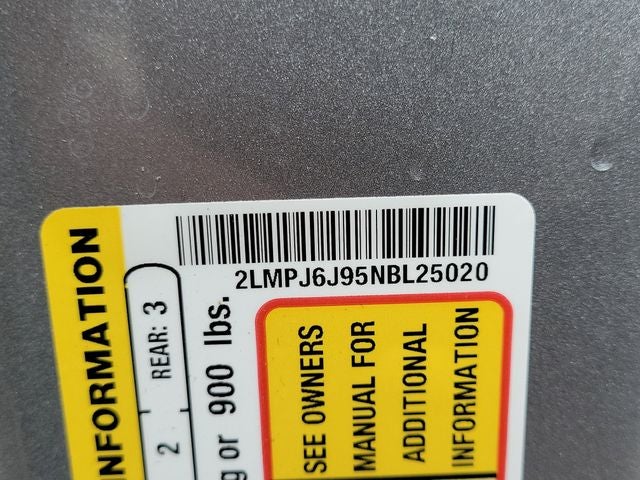 2LMPJ6J95NBL25020
INFORMATION
2
REAR: 3
g or 900 lbs.
SEE OWNERS
MANUAL FOR
ADDITIONAL
INFORMATION